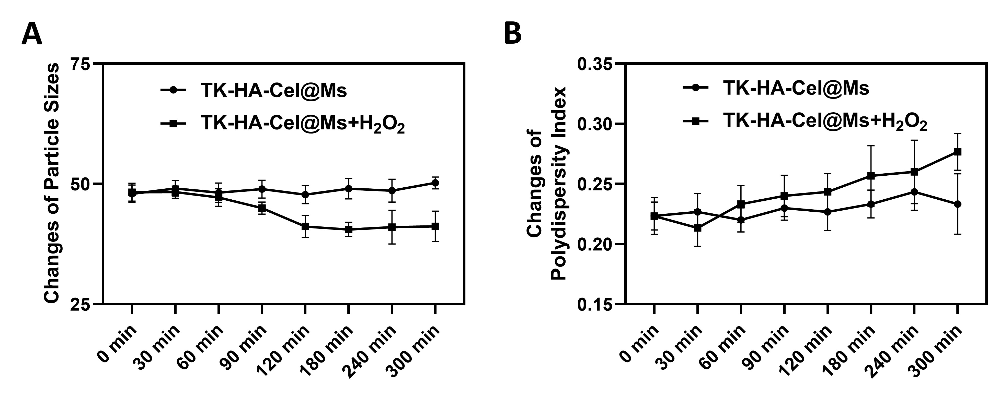 A
Changes of Particle Sizes
75
50
25
TK-HA-Cel@Ms
TK-HA-Cel@Ms+H₂O₂
0 min
30 min
60 min
90 min
120 min
180 min
240 min
300 min
B
Changes of
Polydispersity Index
0.35
0.30
0.25
0.20
0.15
TK-HA-Cel@Ms
TK-HA-Cel@Ms+H₂O₂
0 min
30 min
60 min
90 min
120 min
180 min
240 min
300 min